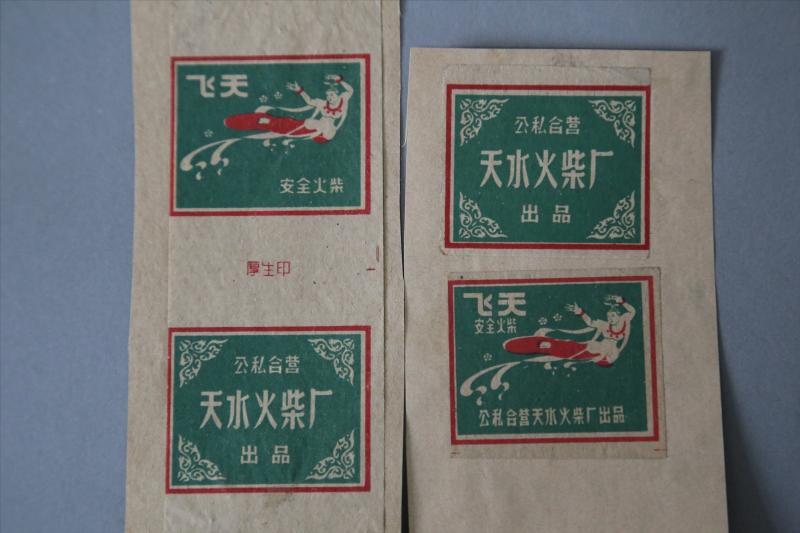 飞天
安全火柴
厚生印
公私合营
天水火柴厂
出品
公私合营
天水火柴厂
出品
飞天
安全火柴
公私合营天水火柴厂出品